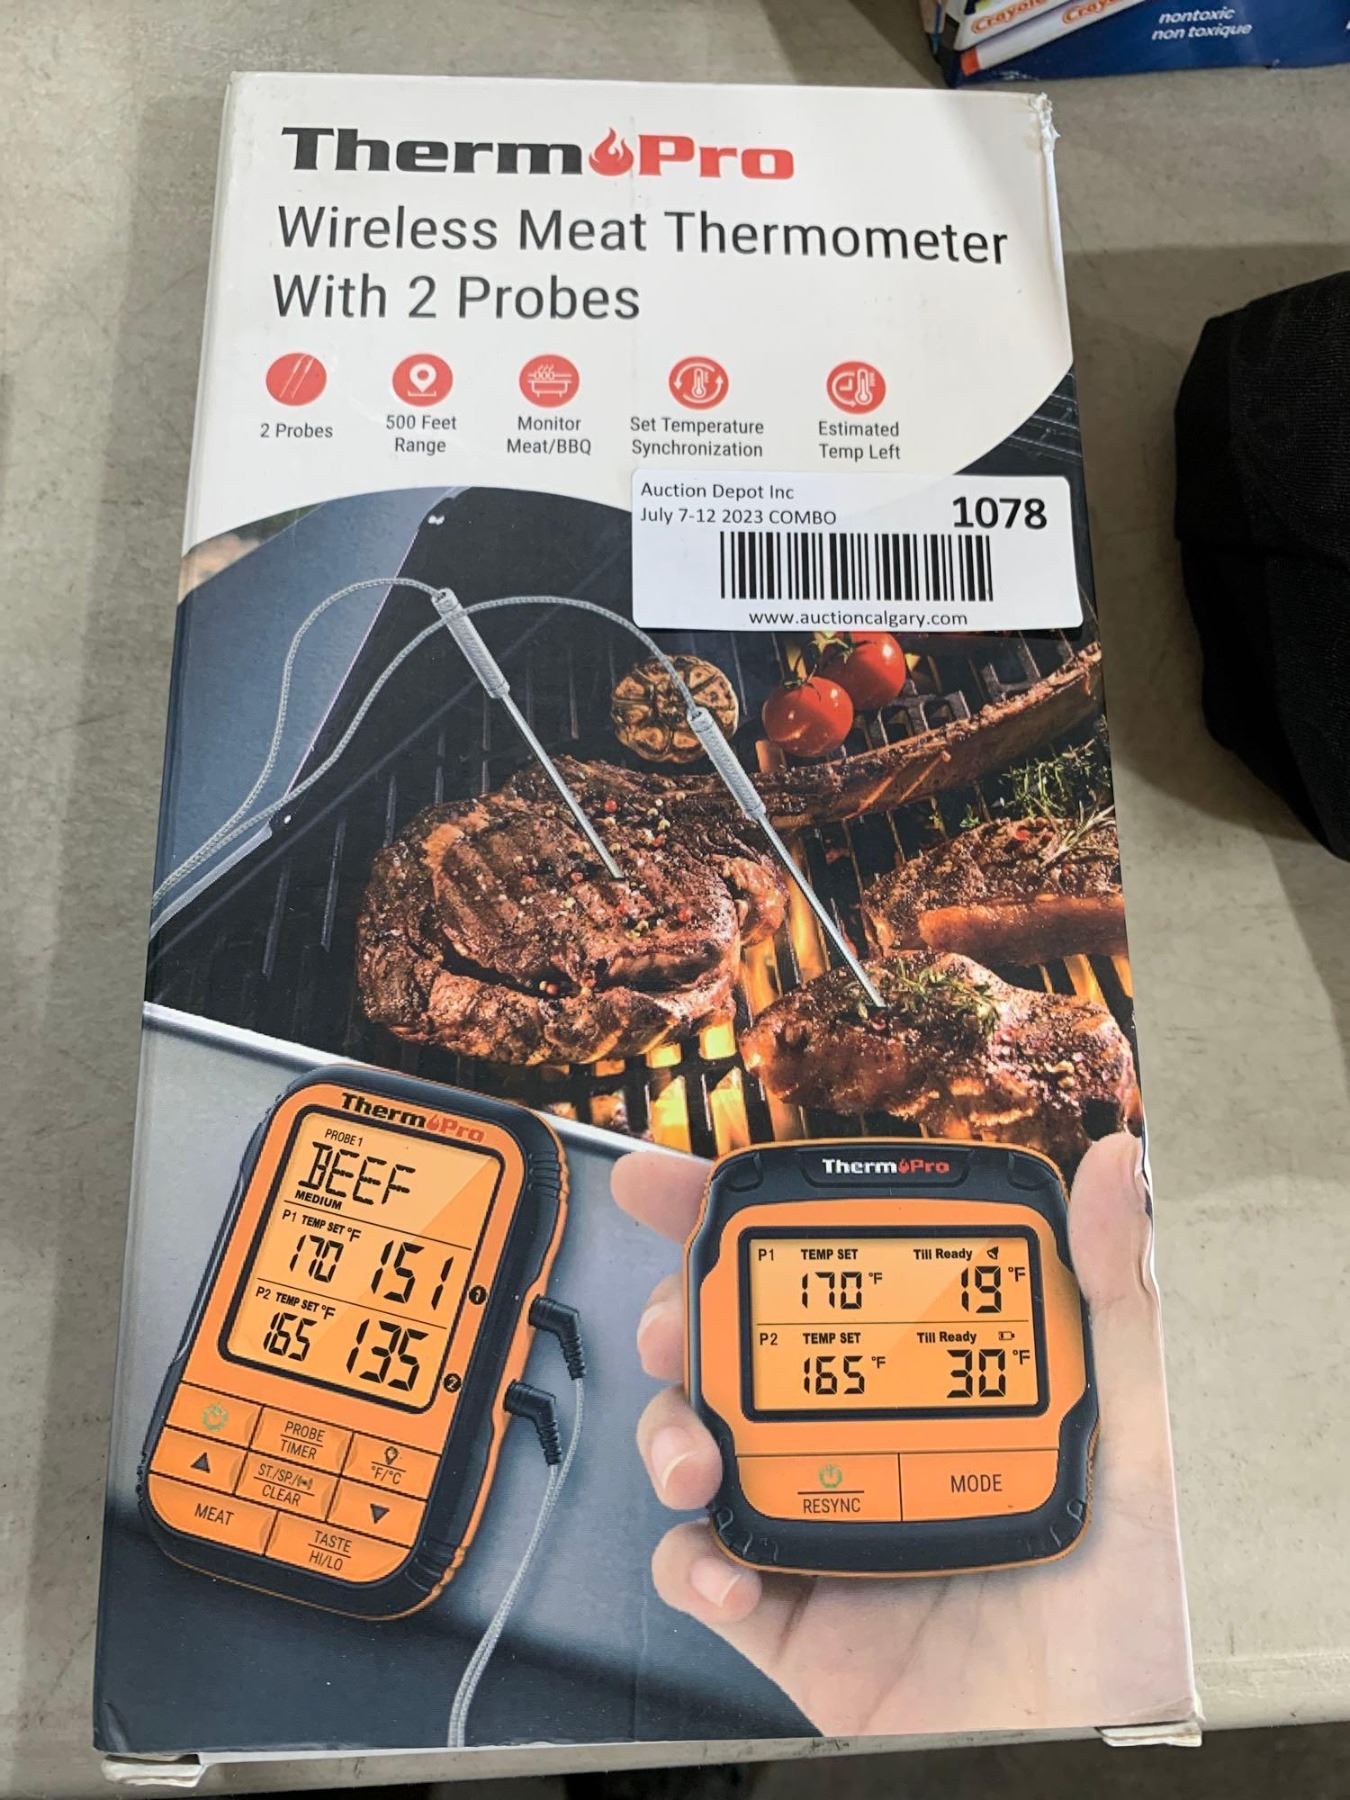 Crayola Crayola
nontoxic
non toxique
ThermoPro
Wireless Meat Thermometer
With 2 Probes
2 Probes
500 Feet
Range
Monitor
Meat/BBQ
Set Temperature
Synchronization
Estimated
Temp Left
Auction Depot Inc
July 7-12 2023 COMBO
1078
www.auctioncalgary.com
ThermoPro
PROBE 1
BEEF
MEDIUM
P1 TEMP SET °F
170 151
1
P2 TEMP SET °F
165 135
2
PROBE
TIMER
°F/°C
ST./SP./((•))
CLEAR
MEAT
TASTE
HI/LO
ThermoPro
P1 TEMP SET Till Ready
170 °F 19 °F
P2 TEMP SET Till Ready
165 °F 30 °F
RESYNC
MODE